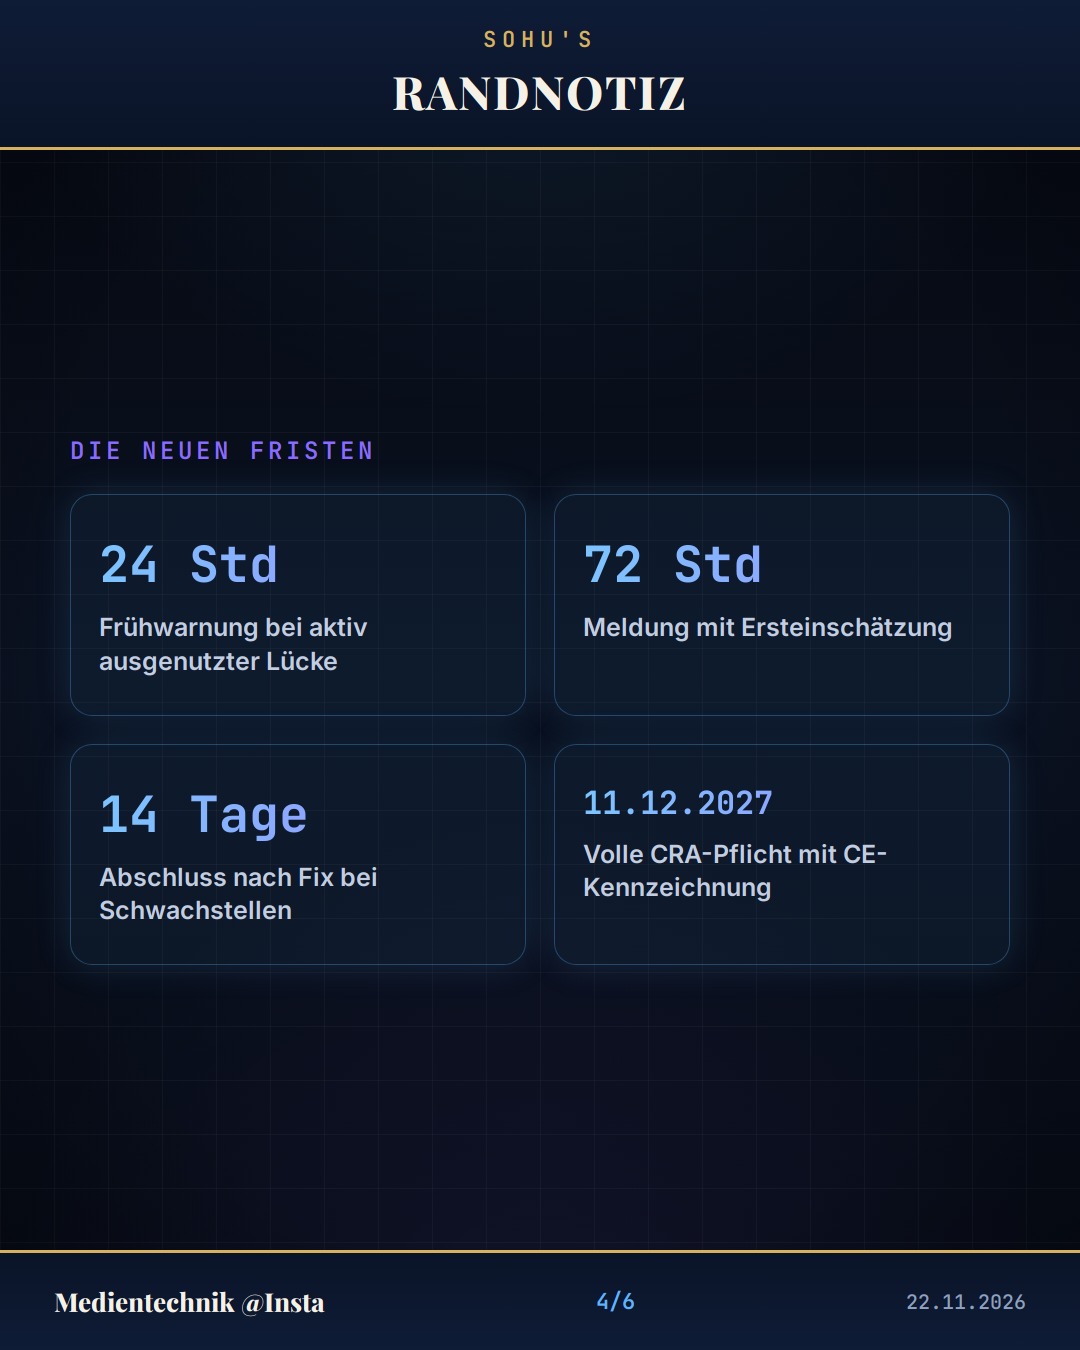 SOHU'S
RANDNOTIZ
DIE NEUEN FRISTEN
24 Std
Frühwarnung bei aktiv
ausgenutzter Lücke
72 Std
Meldung mit Ersteinschätzung
14 Tage
Abschluss nach Fix bei
Schwachstellen
11.12.2027
Volle CRA-Pflicht mit CE-
Kennzeichnung
Medientechnik @Insta
4/6
22.11.2026